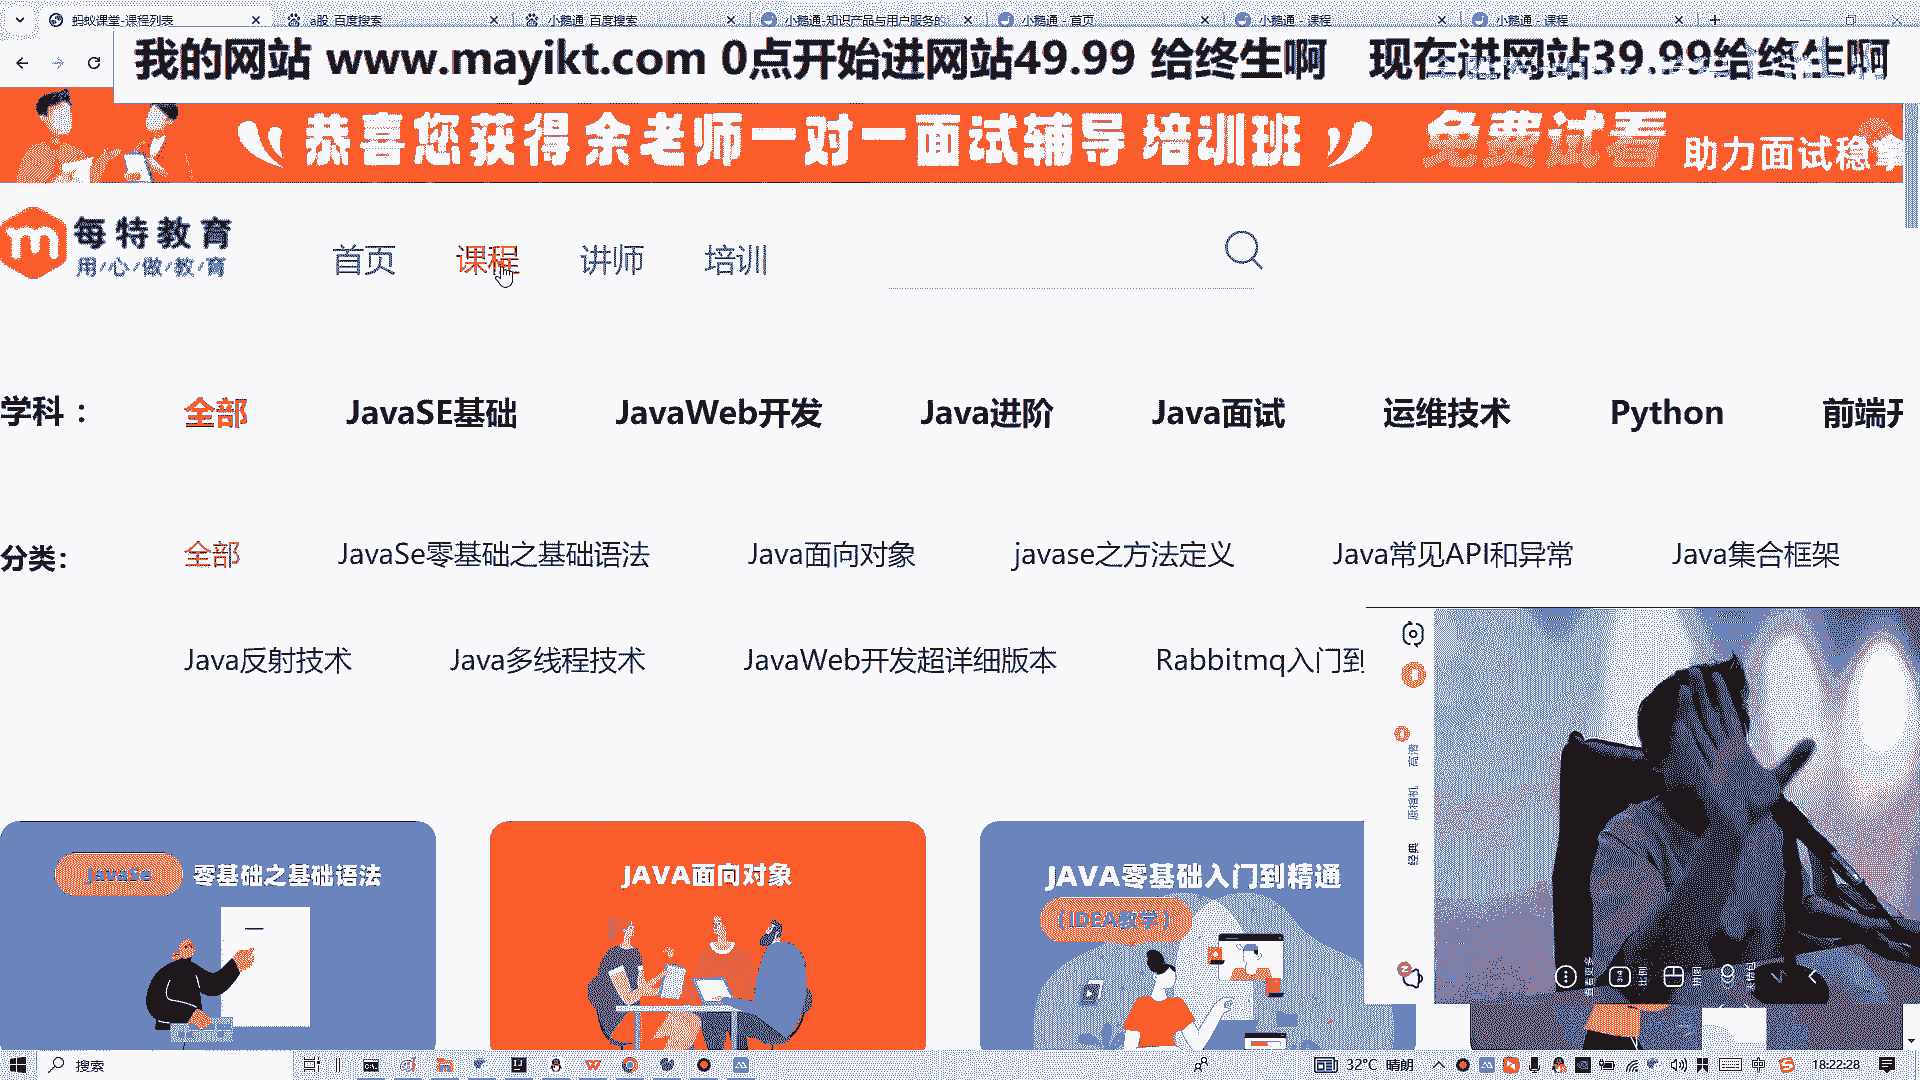 蚂蚁课堂-课程列表
a股_百度搜索
小鹅通_百度搜索
小鹅通-知识产品与用户服务的
小鹅通 - 首页
小鹅通 - 课程
小鹅通 - 课程
我的网站 www.mayikt.com 0点开始进网站49.99 给终生啊 现在进网站39.99给终生啊
恭喜您获得余老师一对一面试辅导 培训班 免费试看 助力面试稳拿
每特教育
用/心/做/教/育
首页 课程 讲师 培训
学科： 全部 JavaSE基础 JavaWeb开发 Java进阶 Java面试 运维技术 Python 前端开
分类: 全部 JavaSe零基础之基础语法 Java面向对象 javase之方法定义 Java常见API和异常 Java集合框架
Java反射技术 Java多线程技术 JavaWeb开发超详细版本 Rabbitmq入门到
高清
原相机
经典
查看更多
比例
JavaSe 零基础之基础语法
JAVA面向对象
JAVA零基础入门到精通
（IDEA教学）
搜索
32°C 晴朗
中
18:22:28